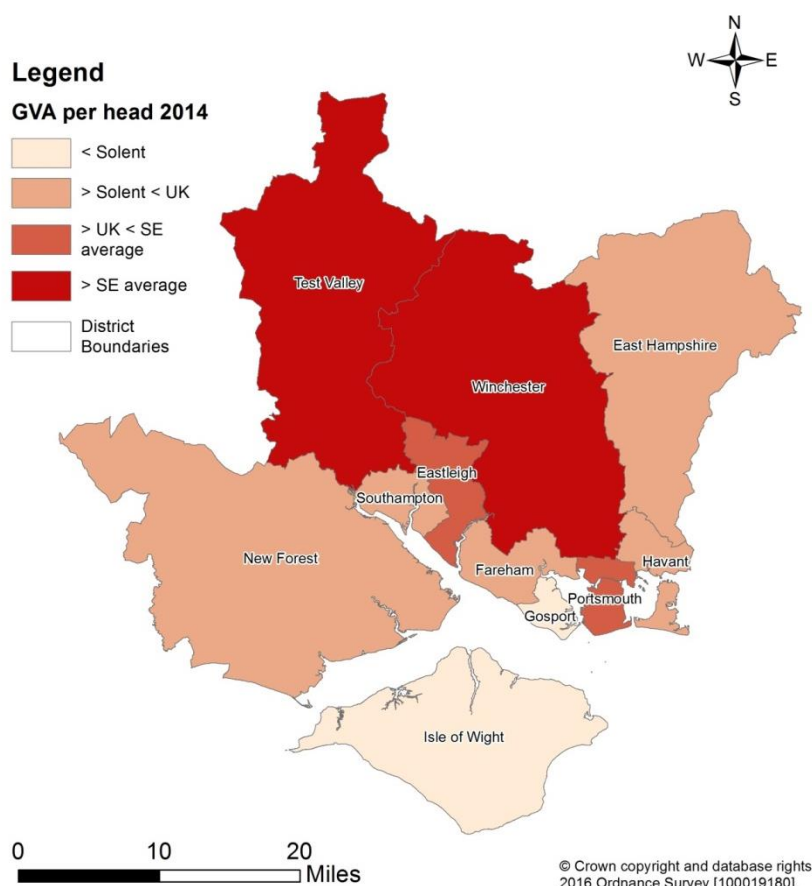 N
W E
S
Legend
GVA per head 2014
< Solent
> Solent < UK
> UK < SE
average
> SE average
District
Boundaries
Test Valley
East Hampshire
Winchester
Eastleigh
Southampton
New Forest
Fareham
Havant
Portsmouth
Gosport
Isle of Wight
0 10 20
Miles
© Crown copyright and database rights
2016 Ordnance Survey [100019180]